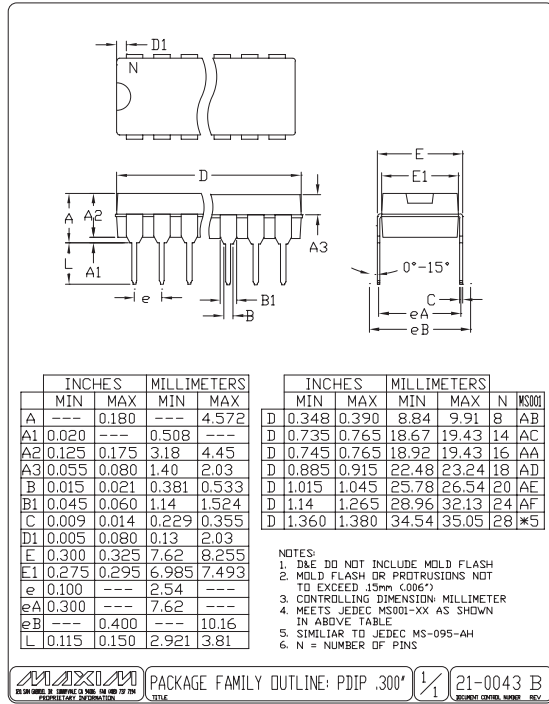 D1
N
D
E
E1
A
A2
A3
L
A1
e
B1
B
0°-15°
C
eA
eB
INCHES MILLIMETERS
MIN MAX MIN MAX
A --- 0.180 --- 4.572
A1 0.020 --- 0.508 ---
A2 0.125 0.175 3.18 4.45
A3 0.055 0.080 1.40 2.03
B 0.015 0.021 0.381 0.533
B1 0.045 0.060 1.14 1.524
C 0.009 0.014 0.229 0.355
D1 0.005 0.080 0.13 2.03
E 0.300 0.325 7.62 8.255
E1 0.275 0.295 6.985 7.493
e 0.100 --- 2.54 ---
eA 0.300 --- 7.62 ---
eB --- 0.400 --- 10.16
L 0.115 0.150 2.921 3.81
INCHES MILLIMETERS
MIN MAX MIN MAX N MS001
D 0.348 0.390 8.84 9.91 8 AB
D 0.735 0.765 18.67 19.43 14 AC
D 0.745 0.765 18.92 19.43 16 AA
D 0.885 0.915 22.48 23.24 18 AD
D 1.015 1.045 25.78 26.54 20 AE
D 1.14 1.265 28.96 32.13 24 AF
D 1.360 1.380 34.54 35.05 28 *5
NOTES:
1. D&E DO NOT INCLUDE MOLD FLASH
2. MOLD FLASH OR PROTRUSIONS NOT
TO EXCEED .15mm (.006")
3. CONTROLLING DIMENSION: MILLIMETER
4. MEETS JEDEC MS001-XX AS SHOWN
IN ABOVE TABLE
5. SIMILIAR TO JEDEC MS-095-AH
6. N = NUMBER OF PINS
MAXIM
120 SAN GABRIEL DR. SUNNYVALE CA 94086 FAX (408) 737 7194
PROPRIETARY INFORMATION
PACKAGE FAMILY OUTLINE: PDIP .300"
TITLE
1/1
21-0043 B
DOCUMENT CONTROL NUMBER REV